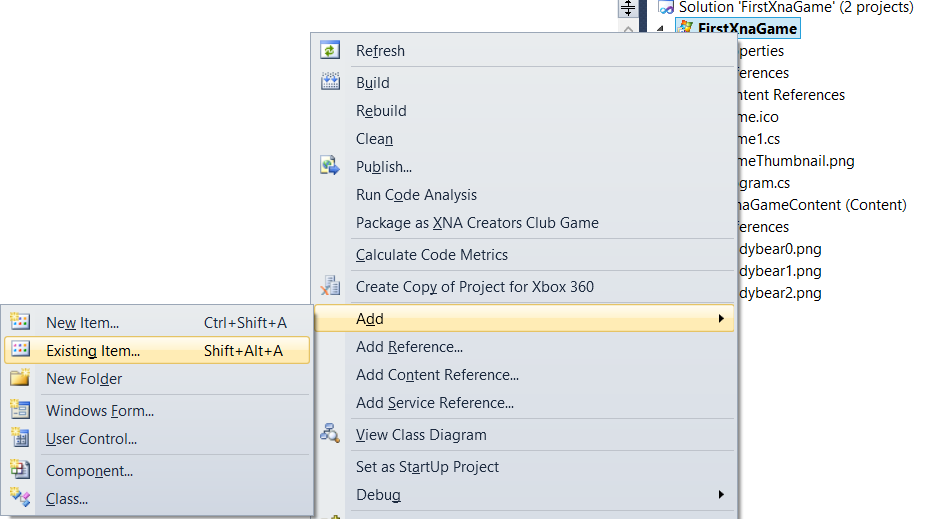 Solution 'FirstXnaGame' (2 projects)
FirstXnaGame
perties
ferences
ntent References
me.ico
me1.cs
meThumbnail.png
gram.cs
naGameContent (Content)
ferences
dybear0.png
dybear1.png
dybear2.png
Refresh
Build
Rebuild
Clean
Publish...
Run Code Analysis
Package as XNA Creators Club Game
Calculate Code Metrics
Create Copy of Project for Xbox 360
Add
Add Reference...
Add Content Reference...
Add Service Reference...
View Class Diagram
Set as StartUp Project
Debug
New Item... Ctrl+Shift+A
Existing Item... Shift+Alt+A
New Folder
Windows Form...
User Control...
Component...
Class...